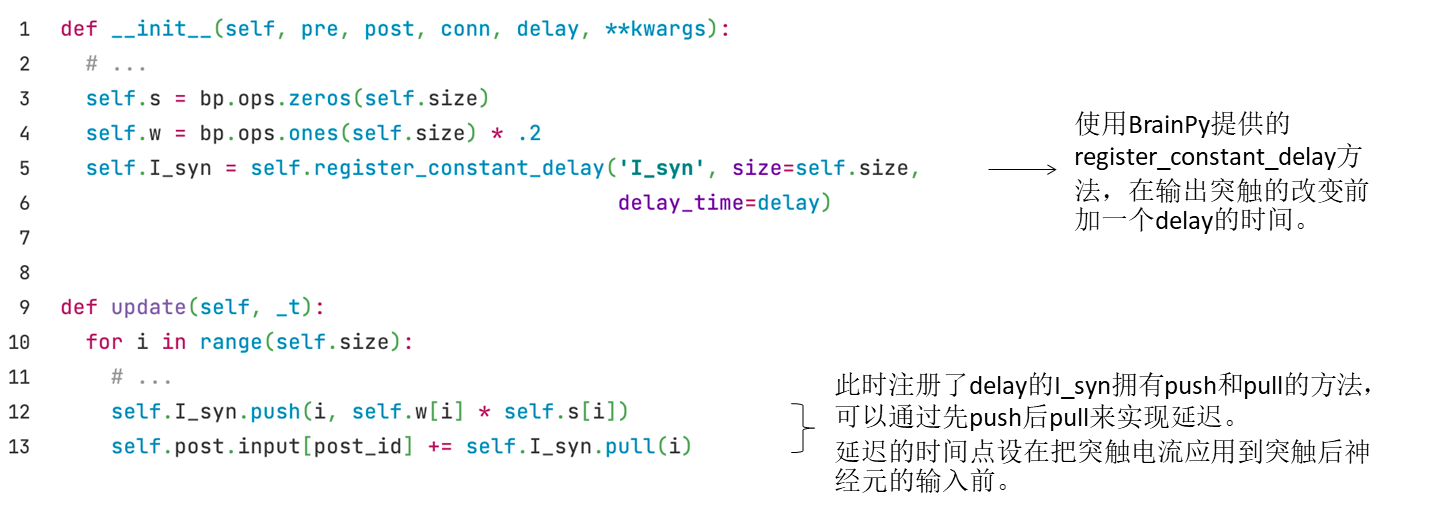 1 def __init__(self, pre, post, conn, delay, **kwargs):
2 # ...
3 self.s = bp.ops.zeros(self.size)
4 self.w = bp.ops.ones(self.size) * .2
5 self.I_syn = self.register_constant_delay('I_syn', size=self.size,
6 delay_time=delay)
7
8
9 def update(self, _t):
10 for i in range(self.size):
11 # ...
12 self.I_syn.push(i, self.w[i] * self.s[i])
13 self.post.input[post_id] += self.I_syn.pull(i)
使用BrainPy提供的
register_constant_delay方
法，在输出突触的改变前
加一个delay的时间。
此时注册了delay的I_syn拥有push和pull的方法，
可以通过先push后pull来实现延迟。
延迟的时间点设在把突触电流应用到突触后神
经元的输入前。